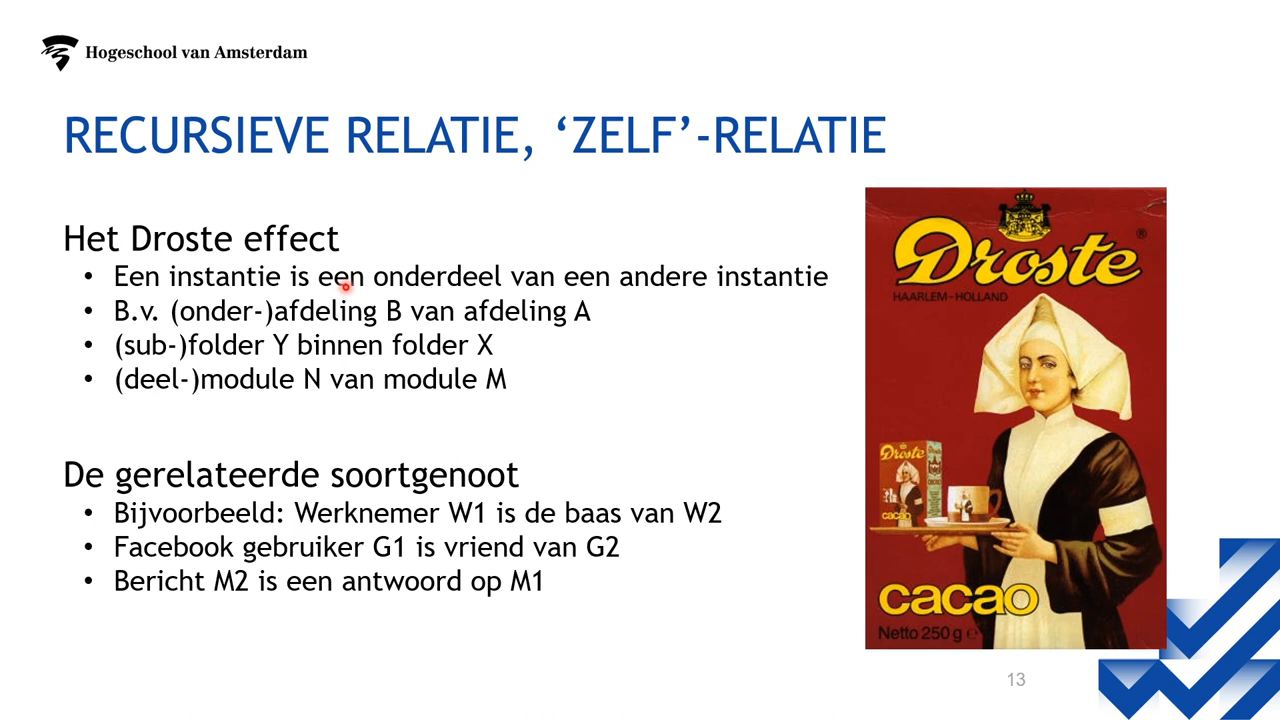 Hogeschool van Amsterdam
RECURSIEVE RELATIE, ‘ZELF’-RELATIE
Het Droste effect
• Een instantie is een onderdeel van een andere instantie
• B.v. (onder-)afdeling B van afdeling A
• (sub-)folder Y binnen folder X
• (deel-)module N van module M
De gerelateerde soortgenoot
• Bijvoorbeeld: Werknemer W1 is de baas van W2
• Facebook gebruiker G1 is vriend van G2
• Bericht M2 is een antwoord op M1
Droste ®
HAARLEM-HOLLAND
Droste
cacao
cacao
Netto 250 g ℮
13